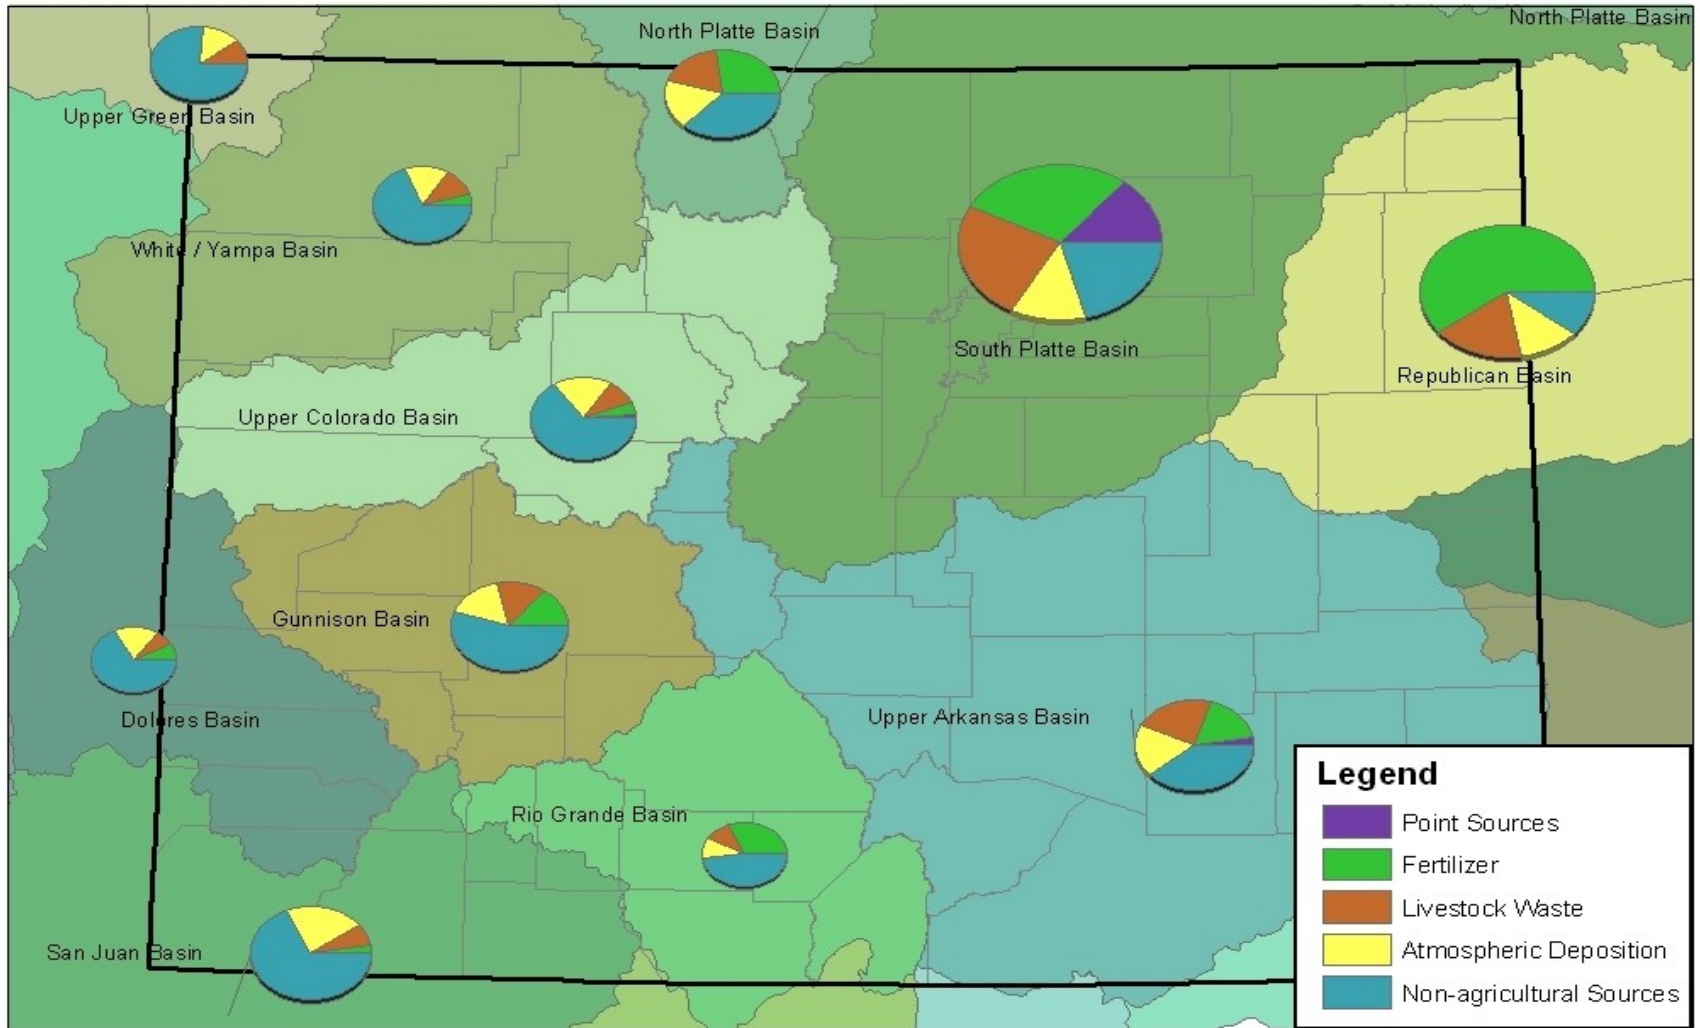 North Platte Basin
North Platte Basin
Upper Green Basin
White / Yampa Basin
South Platte Basin
Republican Basin
Upper Colorado Basin
Gunnison Basin
Dolores Basin
Upper Arkansas Basin
Rio Grande Basin
San Juan Basin
Legend
Point Sources
Fertilizer
Livestock Waste
Atmospheric Deposition
Non-agricultural Sources